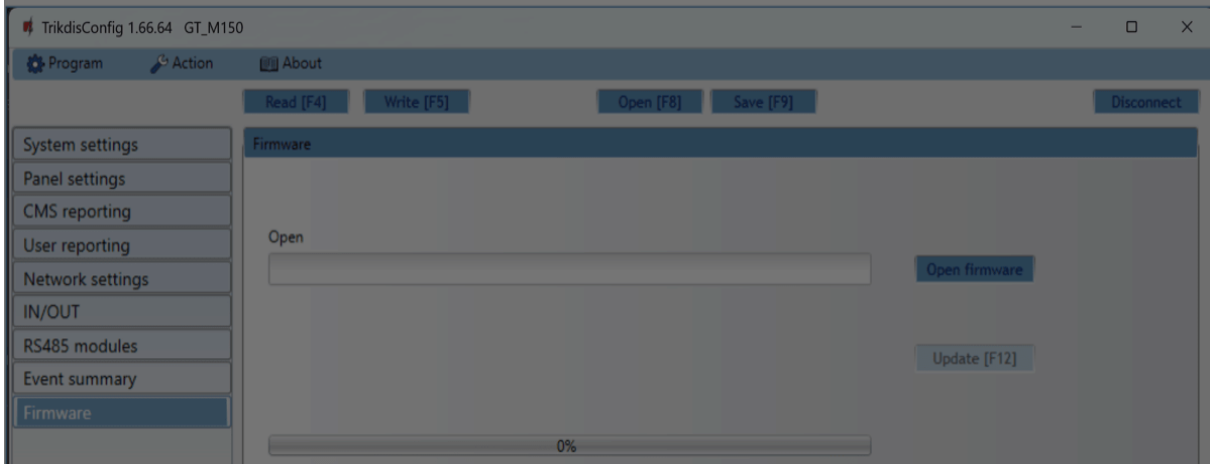 TrikdisConfig 1.66.64 GT_M150
Program Action About
Read [F4] Write [F5] Open [F8] Save [F9] Disconnect
System settings
Panel settings
CMS reporting
User reporting
Network settings
IN/OUT
RS485 modules
Event summary
Firmware
Firmware
Open
Open firmware
Update [F12]
0%